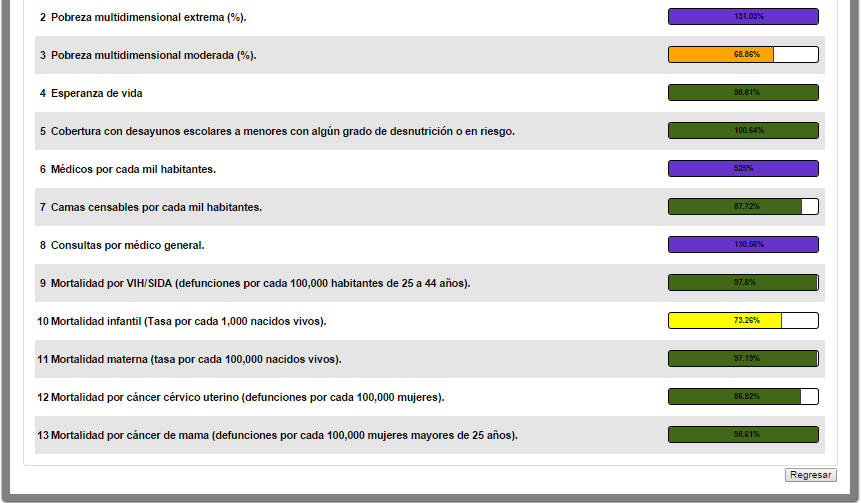 2 Pobreza multidimensional extrema (%). 131.03%
3 Pobreza multidimensional moderada (%). 68.86%
4 Esperanza de vida 98.81%
5 Cobertura con desayunos escolares a menores con algún grado de desnutrición o en riesgo. 100.64%
6 Médicos por cada mil habitantes. 525%
7 Camas censables por cada mil habitantes. 87.72%
8 Consultas por médico general. 130.56%
9 Mortalidad por VIH/SIDA (defunciones por cada 100,000 habitantes de 25 a 44 años). 97.8%
10 Mortalidad infantil (Tasa por cada 1,000 nacidos vivos). 73.26%
11 Mortalidad materna (tasa por cada 100,000 nacidos vivos). 97.19%
12 Mortalidad por cáncer cérvico uterino (defunciones por cada 100,000 mujeres). 86.92%
13 Mortalidad por cáncer de mama (defunciones por cada 100,000 mujeres mayores de 25 años). 98.61%
Regresar